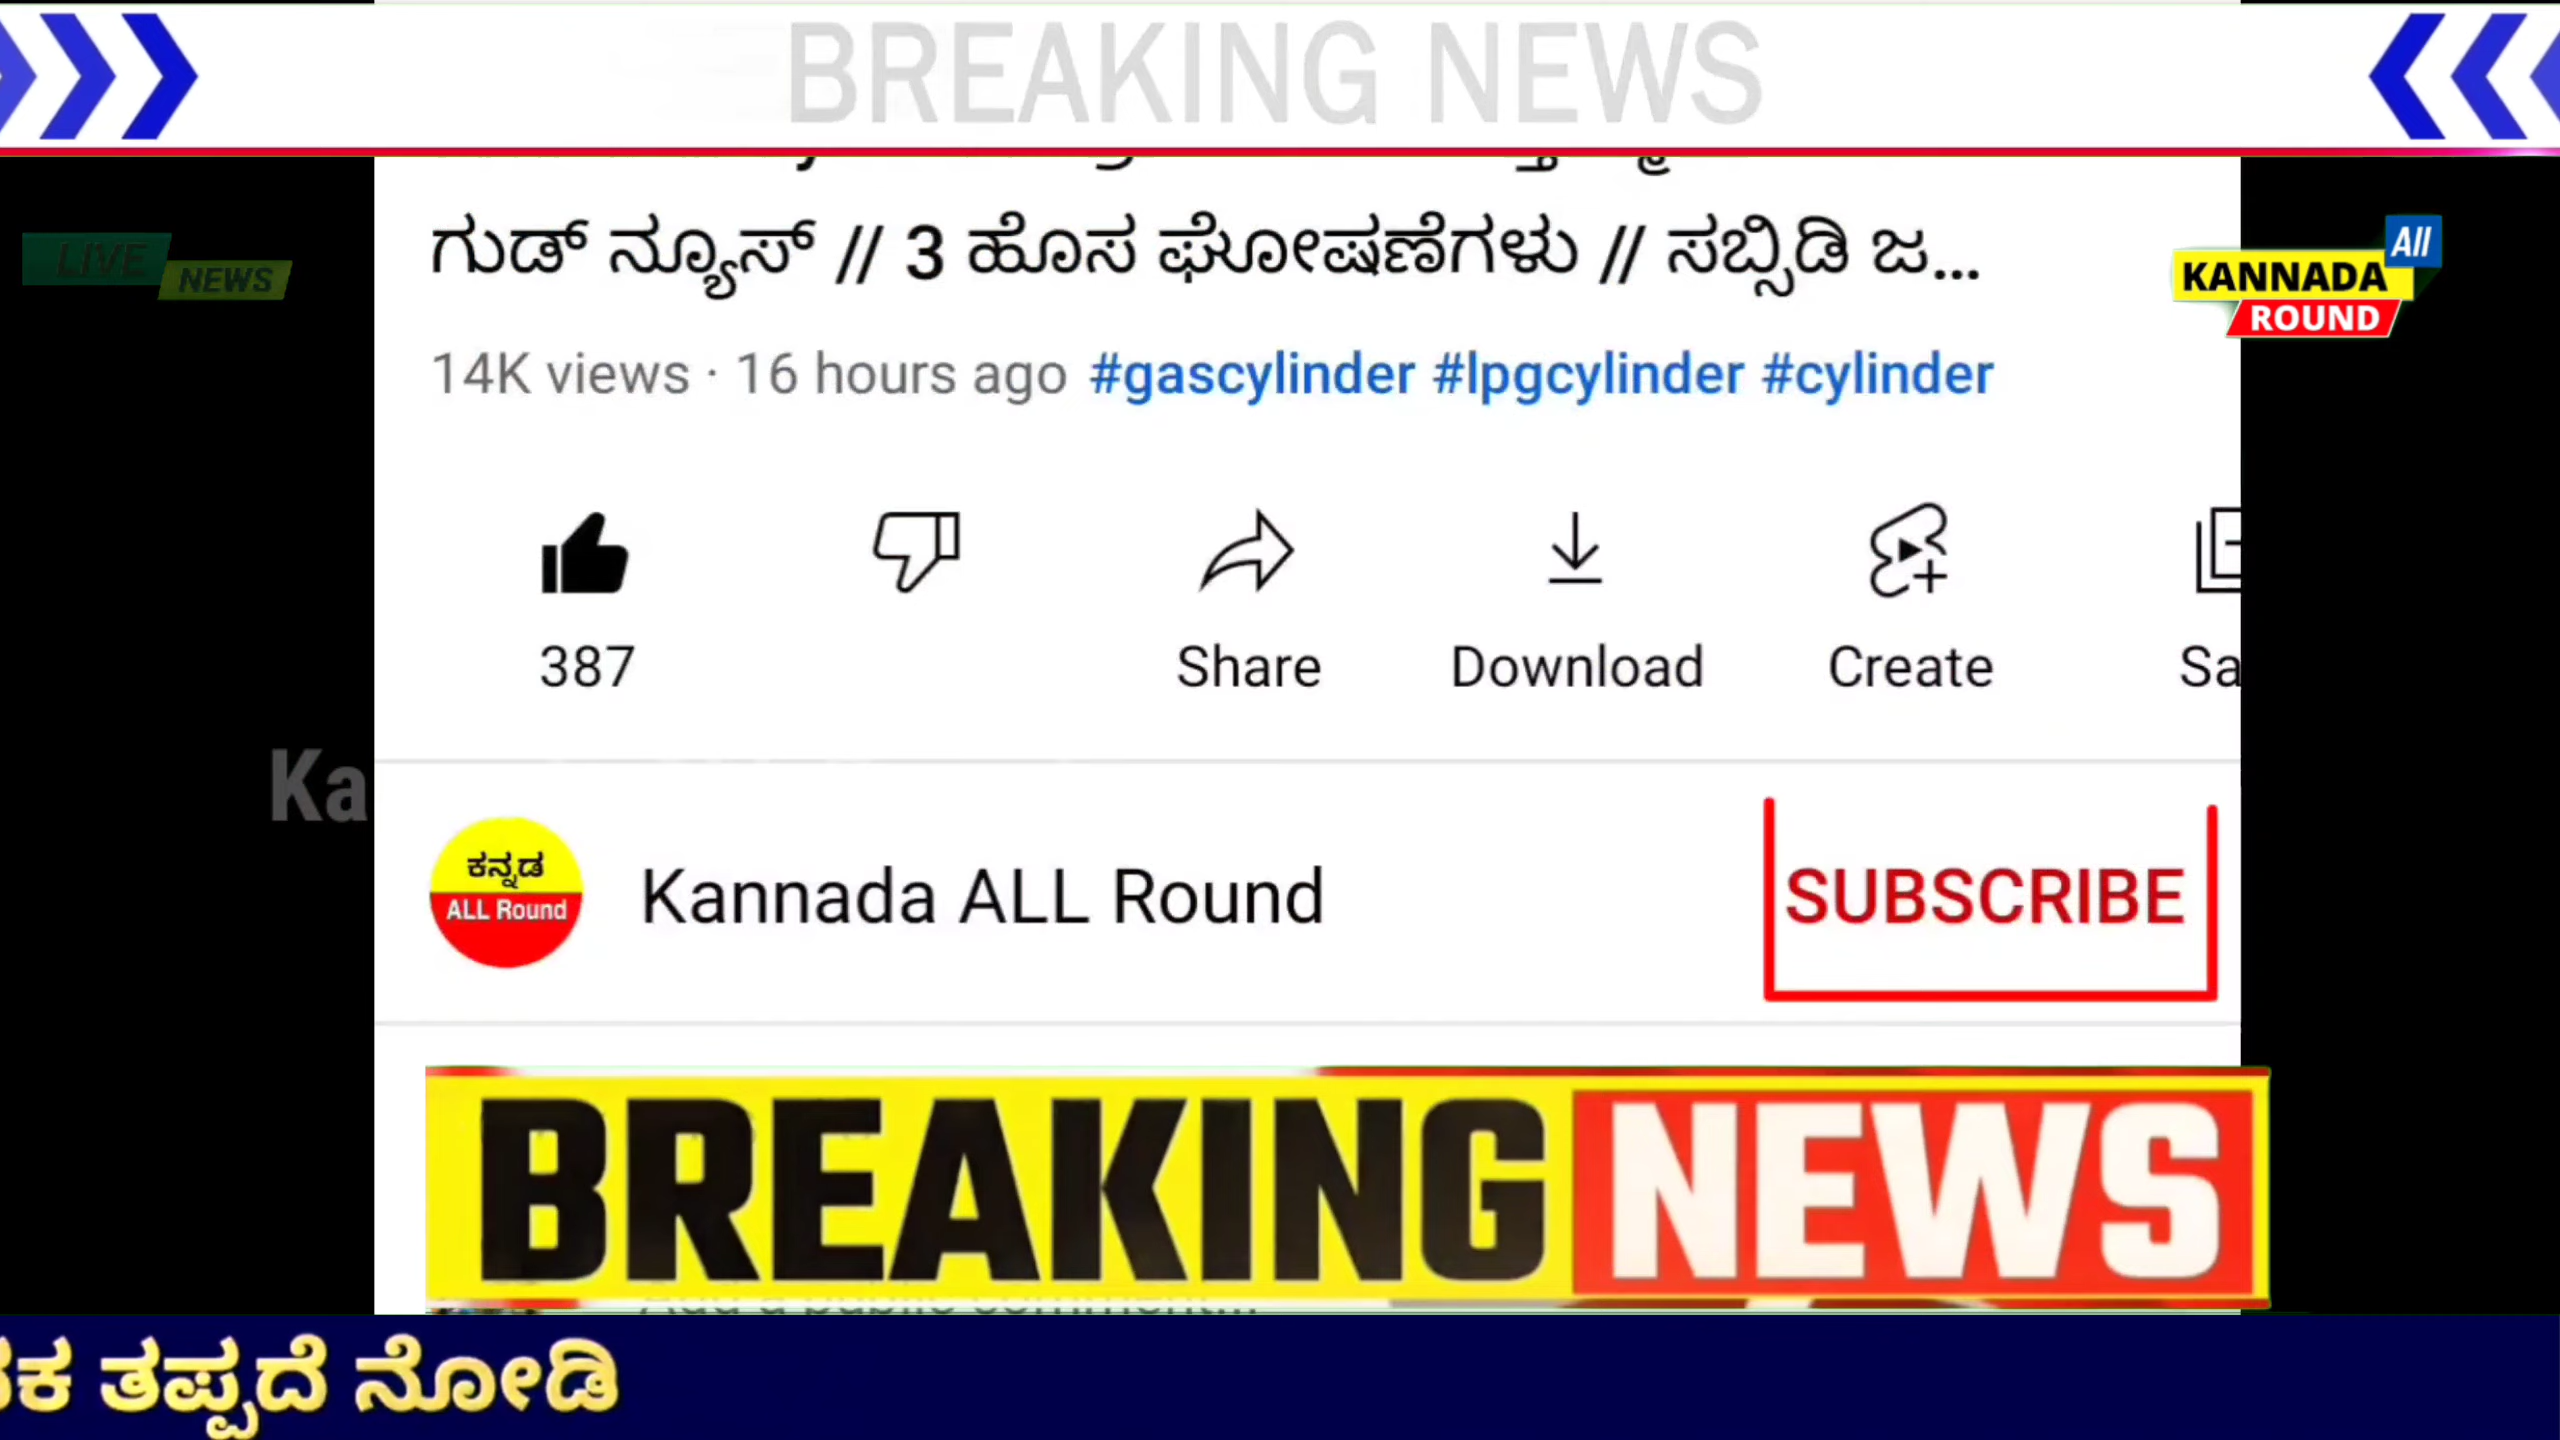 BREAKING NEWS
LIVE
NEWS
ಗುಡ್ ನ್ಯೂಸ್ // 3 ಹೊಸ ಘೋಷಣೆಗಳು // ಸಬ್ಸಿಡಿ ಜ...
All
KANNADA
ROUND
14K views · 16 hours ago #gascylinder #lpgcylinder #cylinder
387
Share
Download
Create
Sa
Ka
ಕನ್ನಡ
ALL Round
Kannada ALL Round
SUBSCRIBE
BREAKING NEWS
ತಪ್ಪದೆ ನೋಡಿ